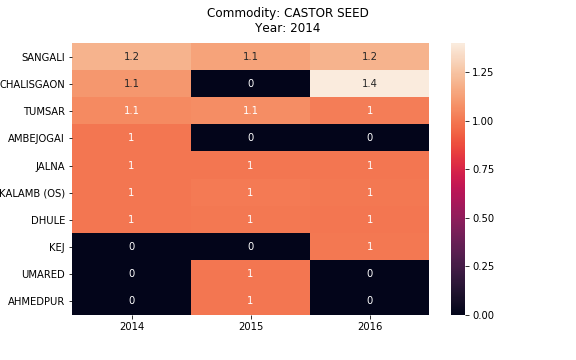 Commodity: CASTOR SEED
Year: 2014
SANGALI 1.2 1.1 1.2
CHALISGAON 1.1 0 1.4
TUMSAR 1.1 1.1 1
AMBEJOGAI 1 0 0
JALNA 1 1 1
KALAMB (OS) 1 1 1
DHULE 1 1 1
KEJ 0 0 1
UMARED 0 1 0
AHMEDPUR 0 1 0
2014 2015 2016
1.25
1.00
0.75
0.50
0.25
0.00